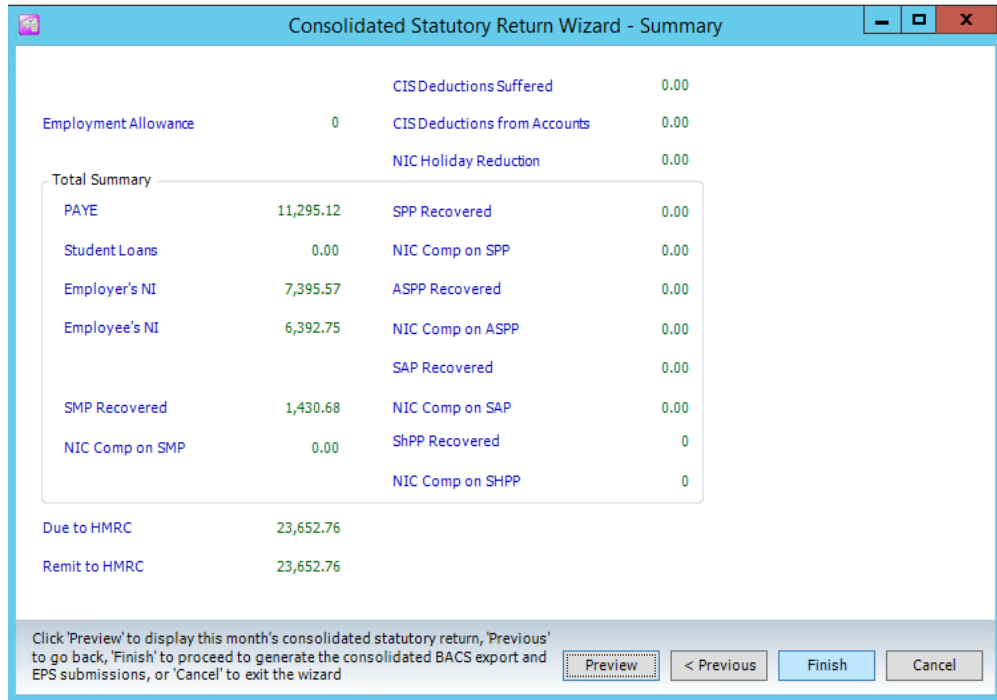 Consolidated Statutory Return Wizard - Summary
CIS Deductions Suffered 0.00
Employment Allowance 0 CIS Deductions from Accounts 0.00
NIC Holiday Reduction 0.00
Total Summary
PAYE 11,295.12 SPP Recovered 0.00
Student Loans 0.00 NIC Comp on SPP 0.00
Employer's NI 7,395.57 ASPP Recovered 0.00
Employee's NI 6,392.75 NIC Comp on ASPP 0.00
SAP Recovered 0.00
SMP Recovered 1,430.68 NIC Comp on SAP 0.00
NIC Comp on SMP 0.00 ShPP Recovered 0
NIC Comp on SHPP 0
Due to HMRC 23,652.76
Remit to HMRC 23,652.76
Click 'Preview' to display this month's consolidated statutory return, 'Previous'
to go back, 'Finish' to proceed to generate the consolidated BACS export and
EPS submissions, or 'Cancel' to exit the wizard
Preview < Previous Finish Cancel